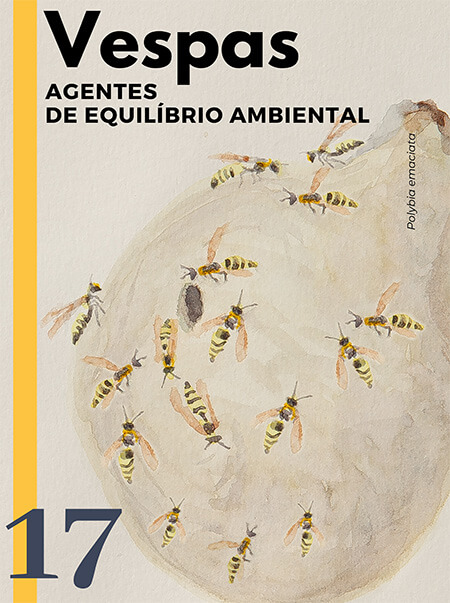 Vespas
AGENTES
DE EQUILÍBRIO AMBIENTAL
Polybia emaciata
17